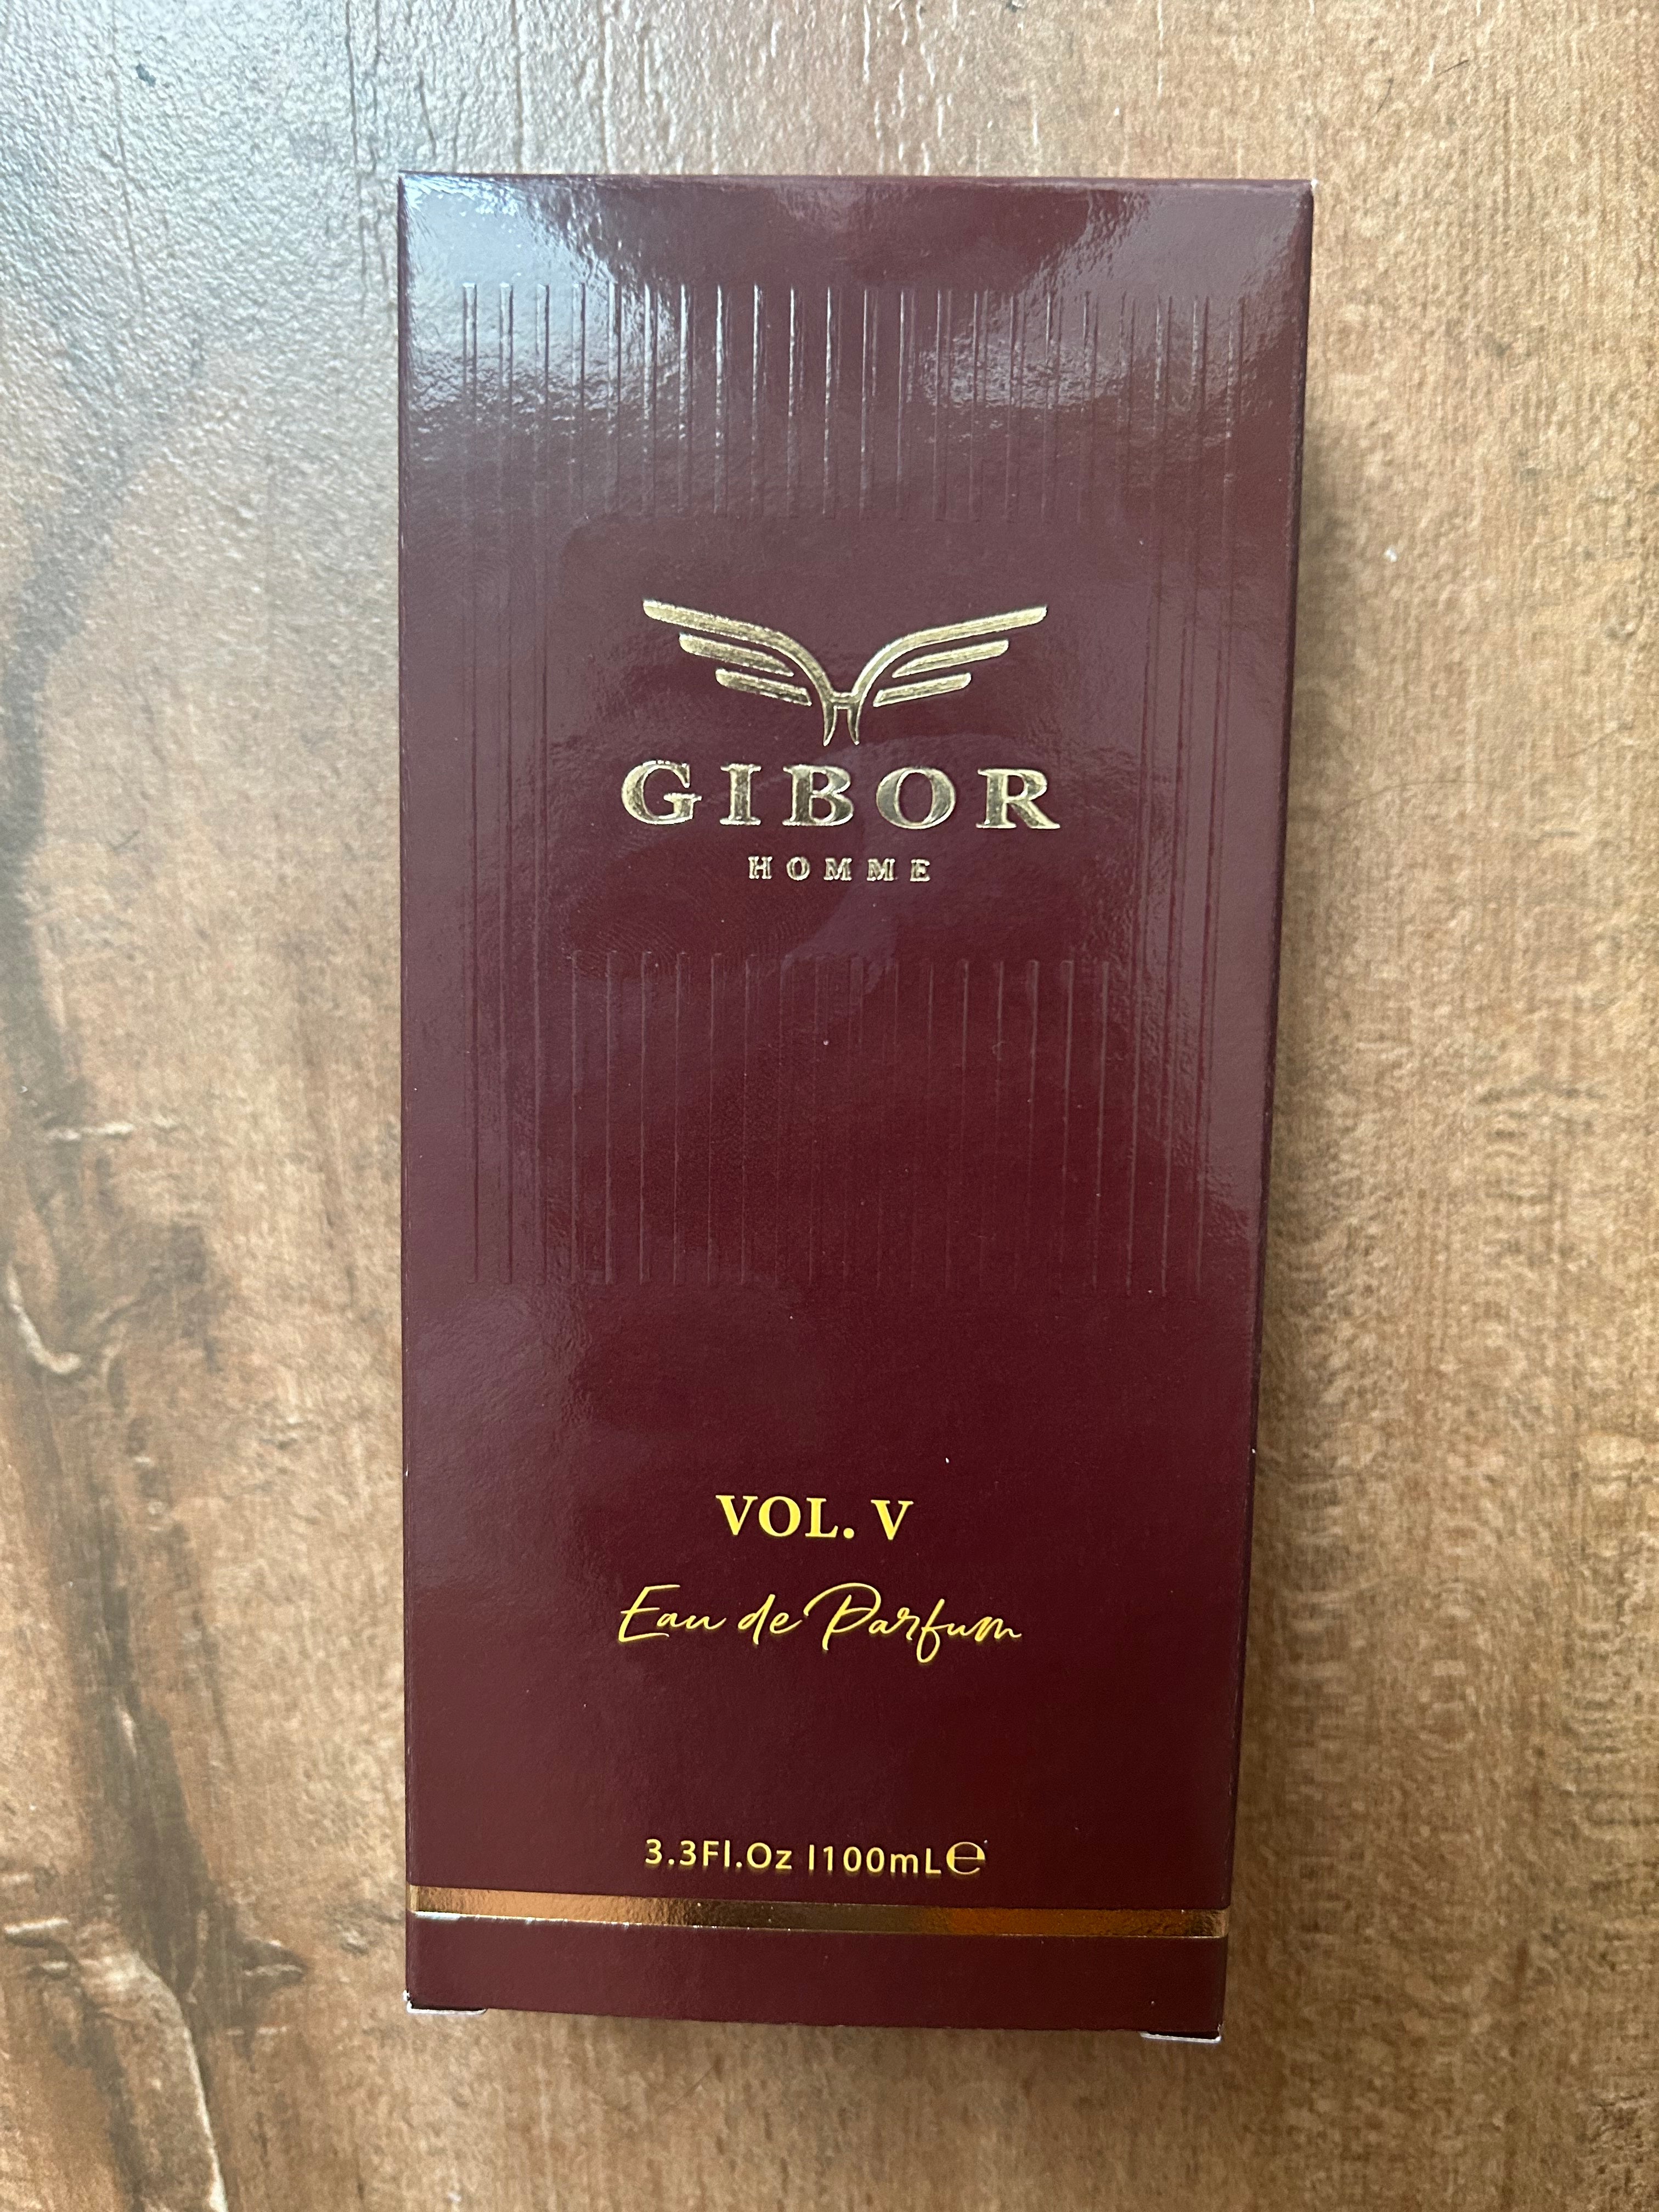 GIBOR
HOMME
VOL. V
Eau de Parfum
3.3Fl.Oz |100mL℮